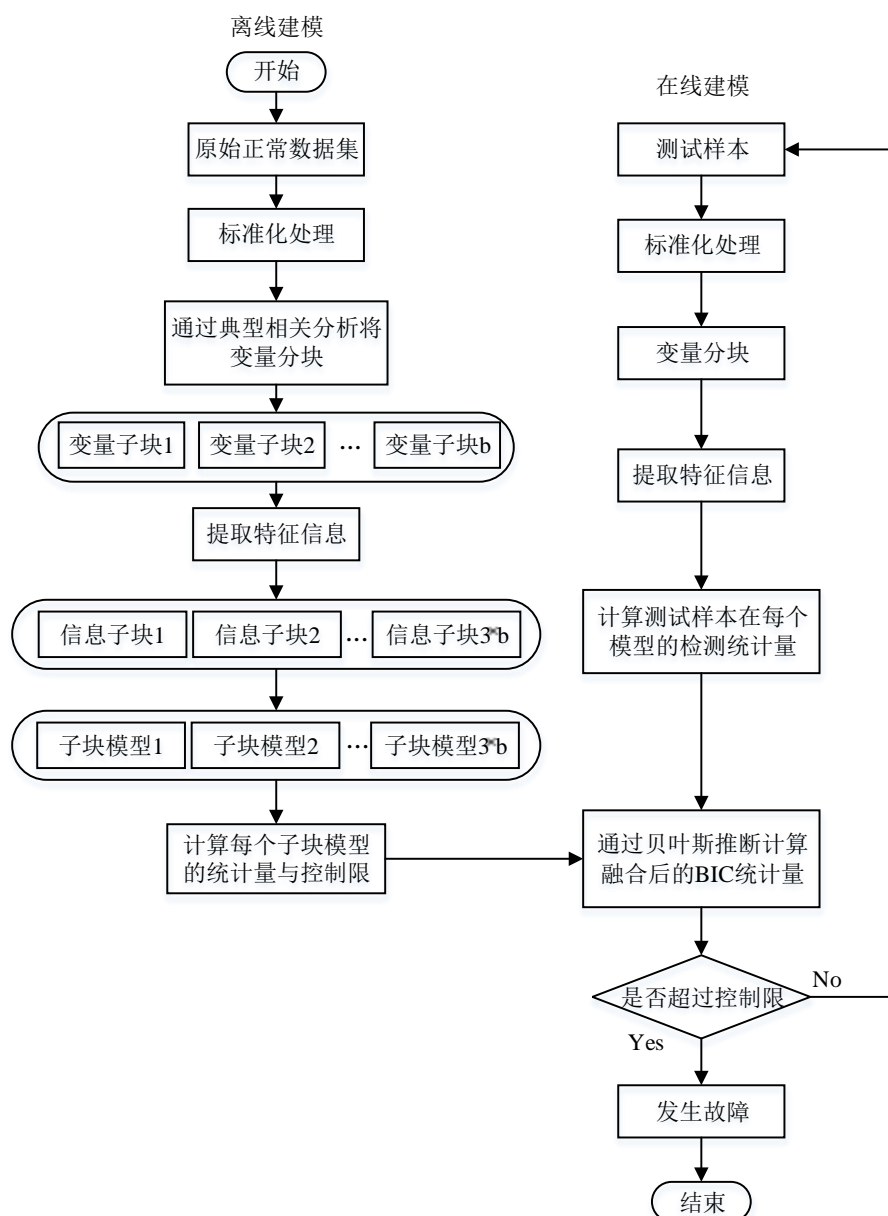 离线建模
开始
原始正常数据集
标准化处理
通过典型相关分析将
变量分块
变量子块1
变量子块2
...
变量子块b
提取特征信息
信息子块1
信息子块2
...
信息子块3*b
子块模型1
子块模型2
...
子块模型3*b
计算每个子块模型
的统计量与控制限
在线建模
测试样本
标准化处理
变量分块
提取特征信息
计算测试样本在每个
模型的检测统计量
通过贝叶斯推断计算
融合后的BIC统计量
是否超过控制限
No
Yes
发生故障
结束